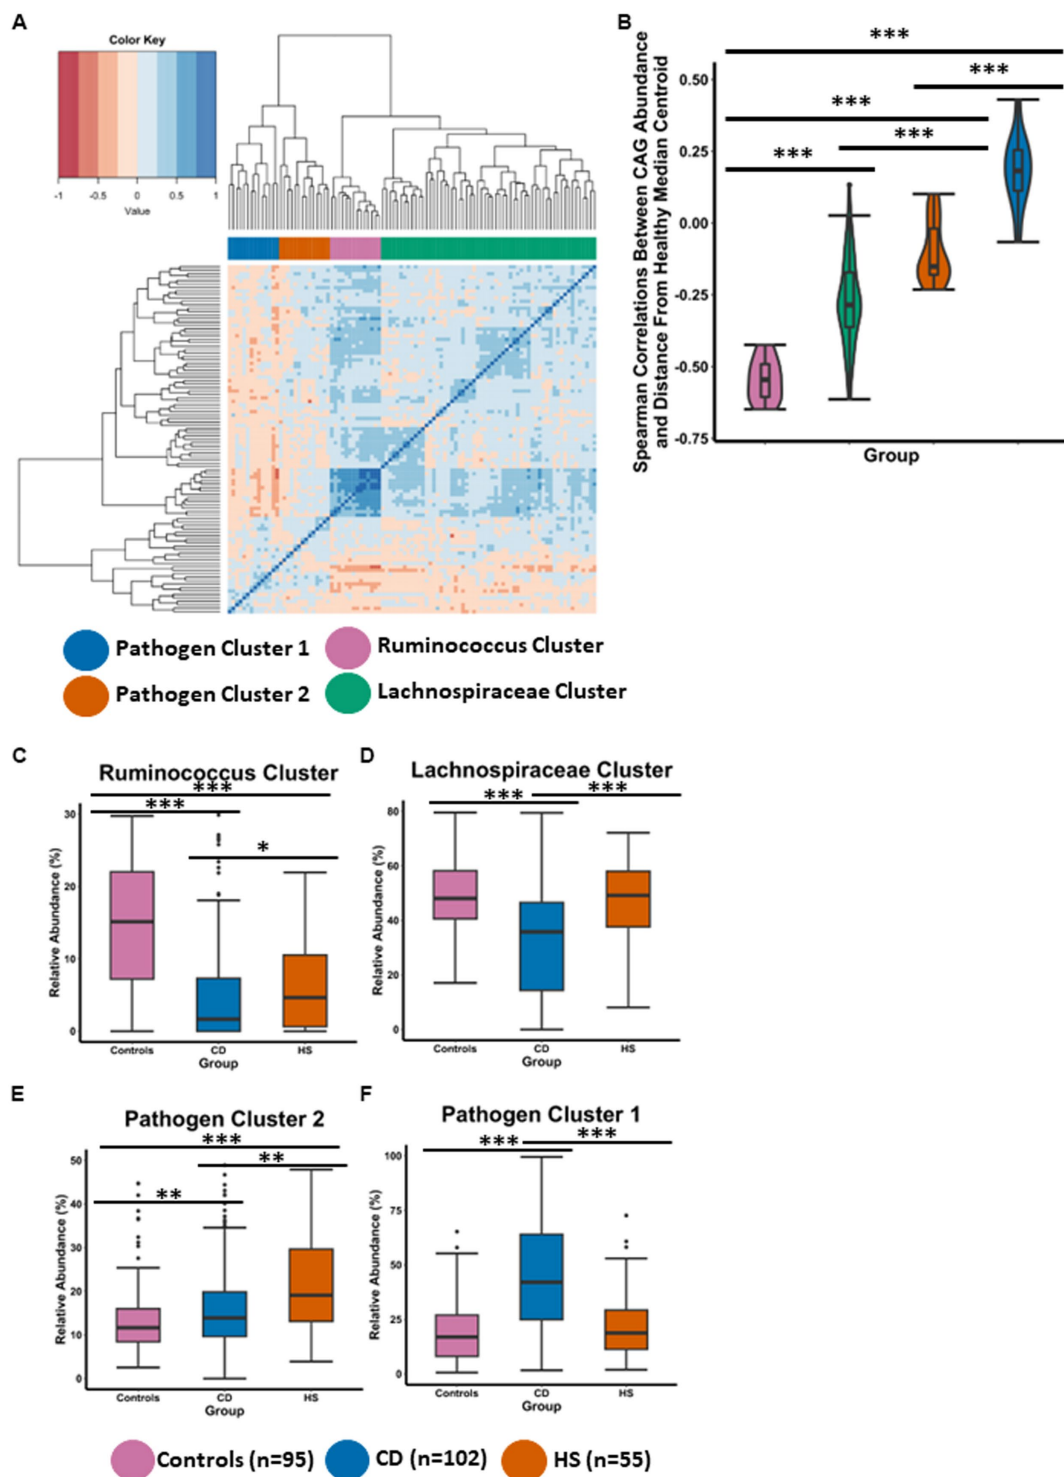 A
Color Key
-1 -0.5 0 0.5 1
Value
B
Spearman Correlations Between CAG Abundance
and Distance From Healthy Median Centroid
0.50
0.25
0.00
-0.25
-0.50
-0.75
***
***
***
***
***
Group
Pathogen Cluster 1
Ruminococcus Cluster
Pathogen Cluster 2
Lachnospiraceae Cluster
C
Ruminococcus Cluster
***
***
*
Relative Abundance (%)
30
20
10
0
Controls CD HS
Group
D
Lachnospiraceae Cluster
*** ***
Relative Abundance (%)
80
60
40
20
0
Controls CD HS
Group
E
Pathogen Cluster 2
***
**
**
Relative Abundance (%)
50
40
30
20
10
0
Controls CD HS
Group
F
Pathogen Cluster 1
*** ***
Relative Abundance (%)
100
75
50
25
0
Controls CD HS
Group
Controls (n=95) CD (n=102) HS (n=55)